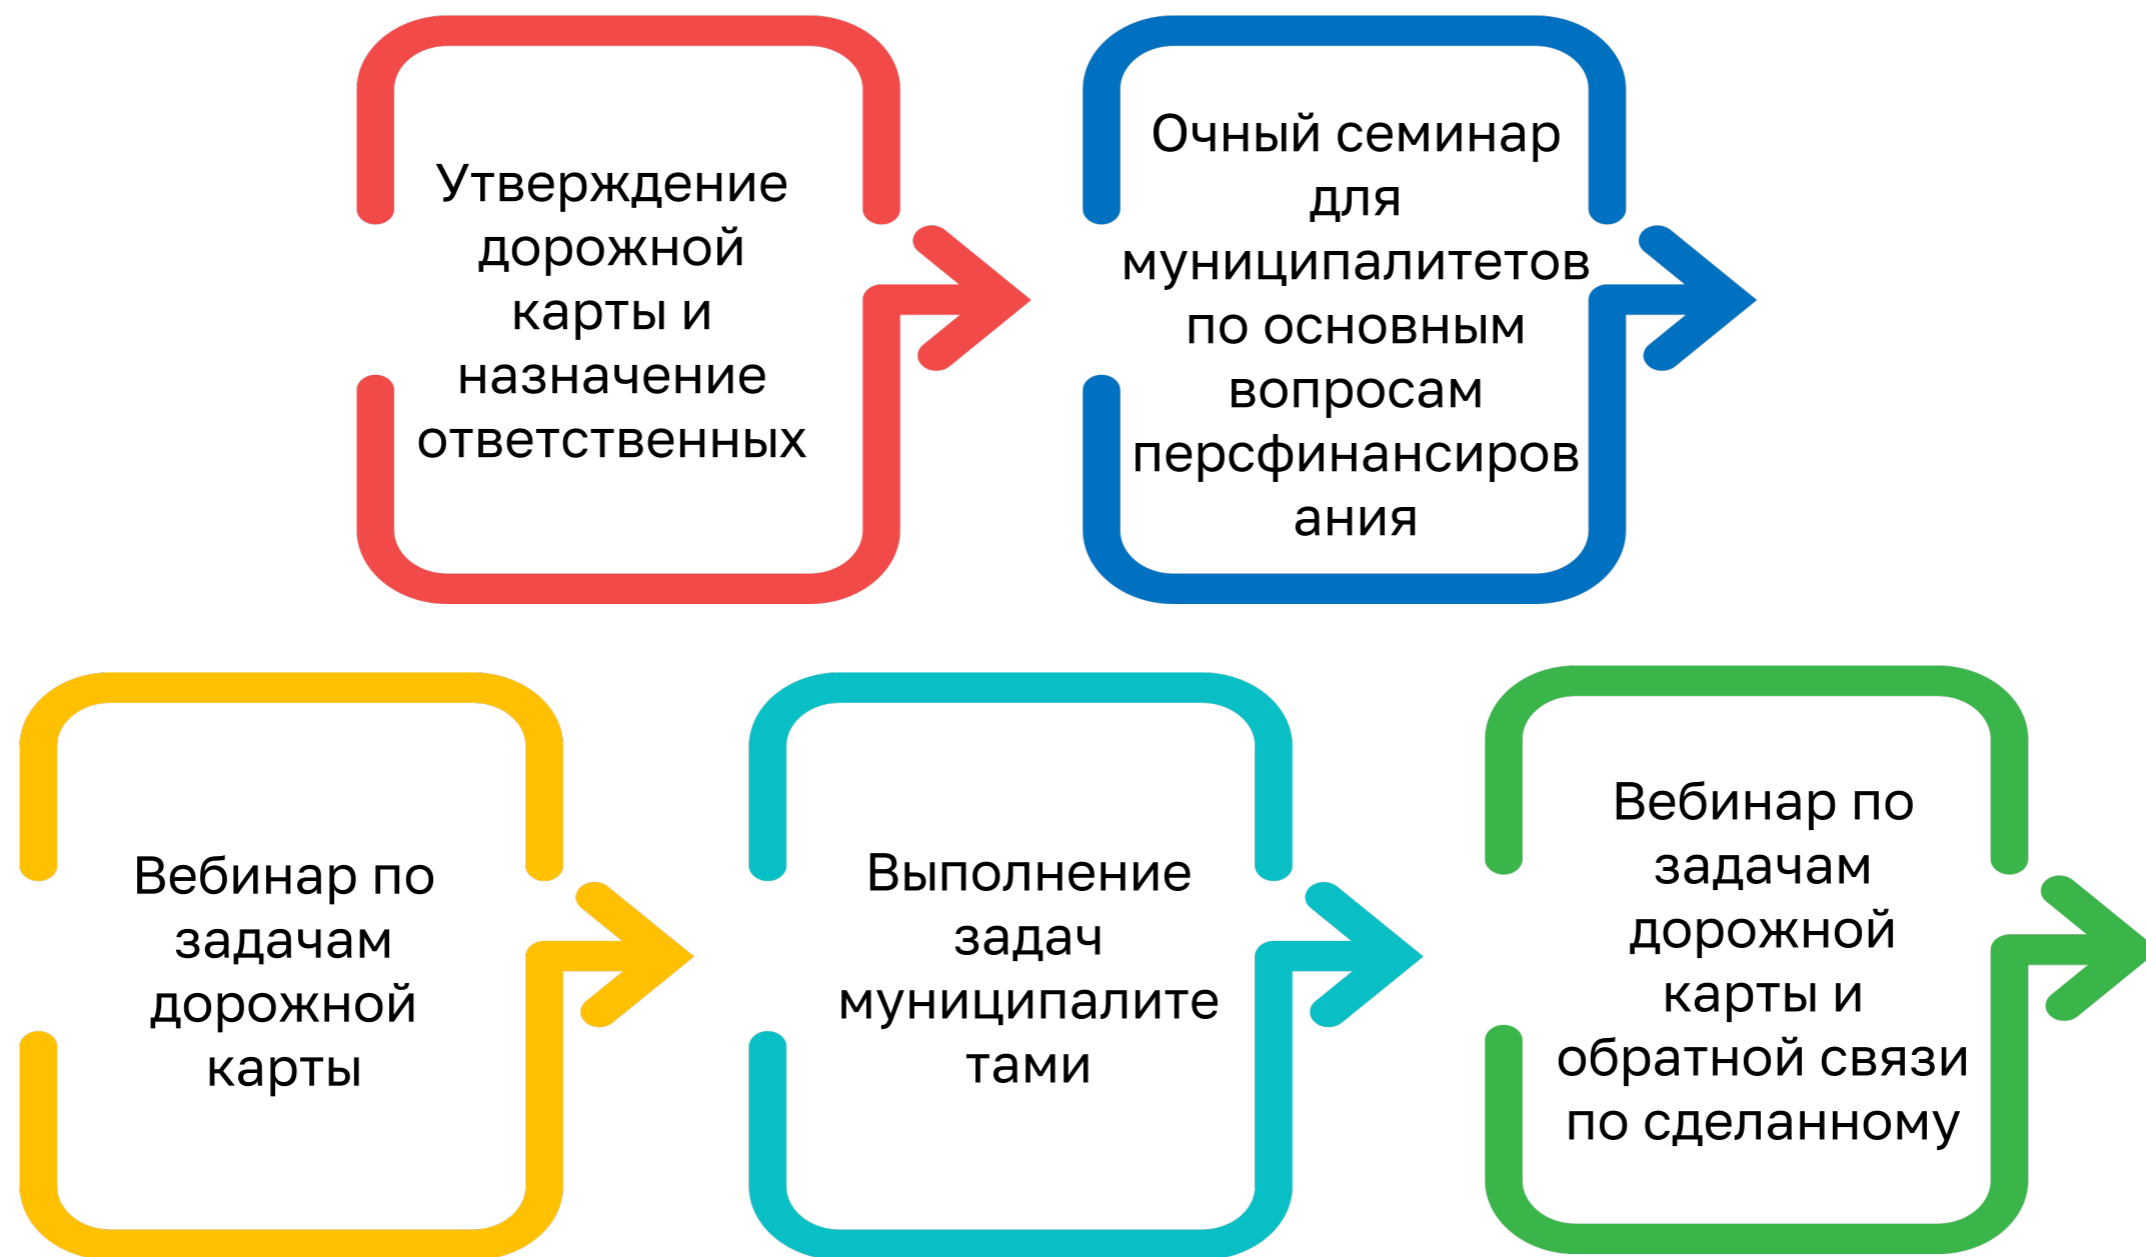 Утверждение
дорожной
карты и
назначение
ответственных
Очный семинар
для
муниципалитетов
по основным
вопросам
персфинансиров
ания
Вебинар по
задачам
дорожной
карты
Выполнение
задач
муниципалите
тами
Вебинар по
задачам
дорожной
карты и
обратной связи
по сделанному